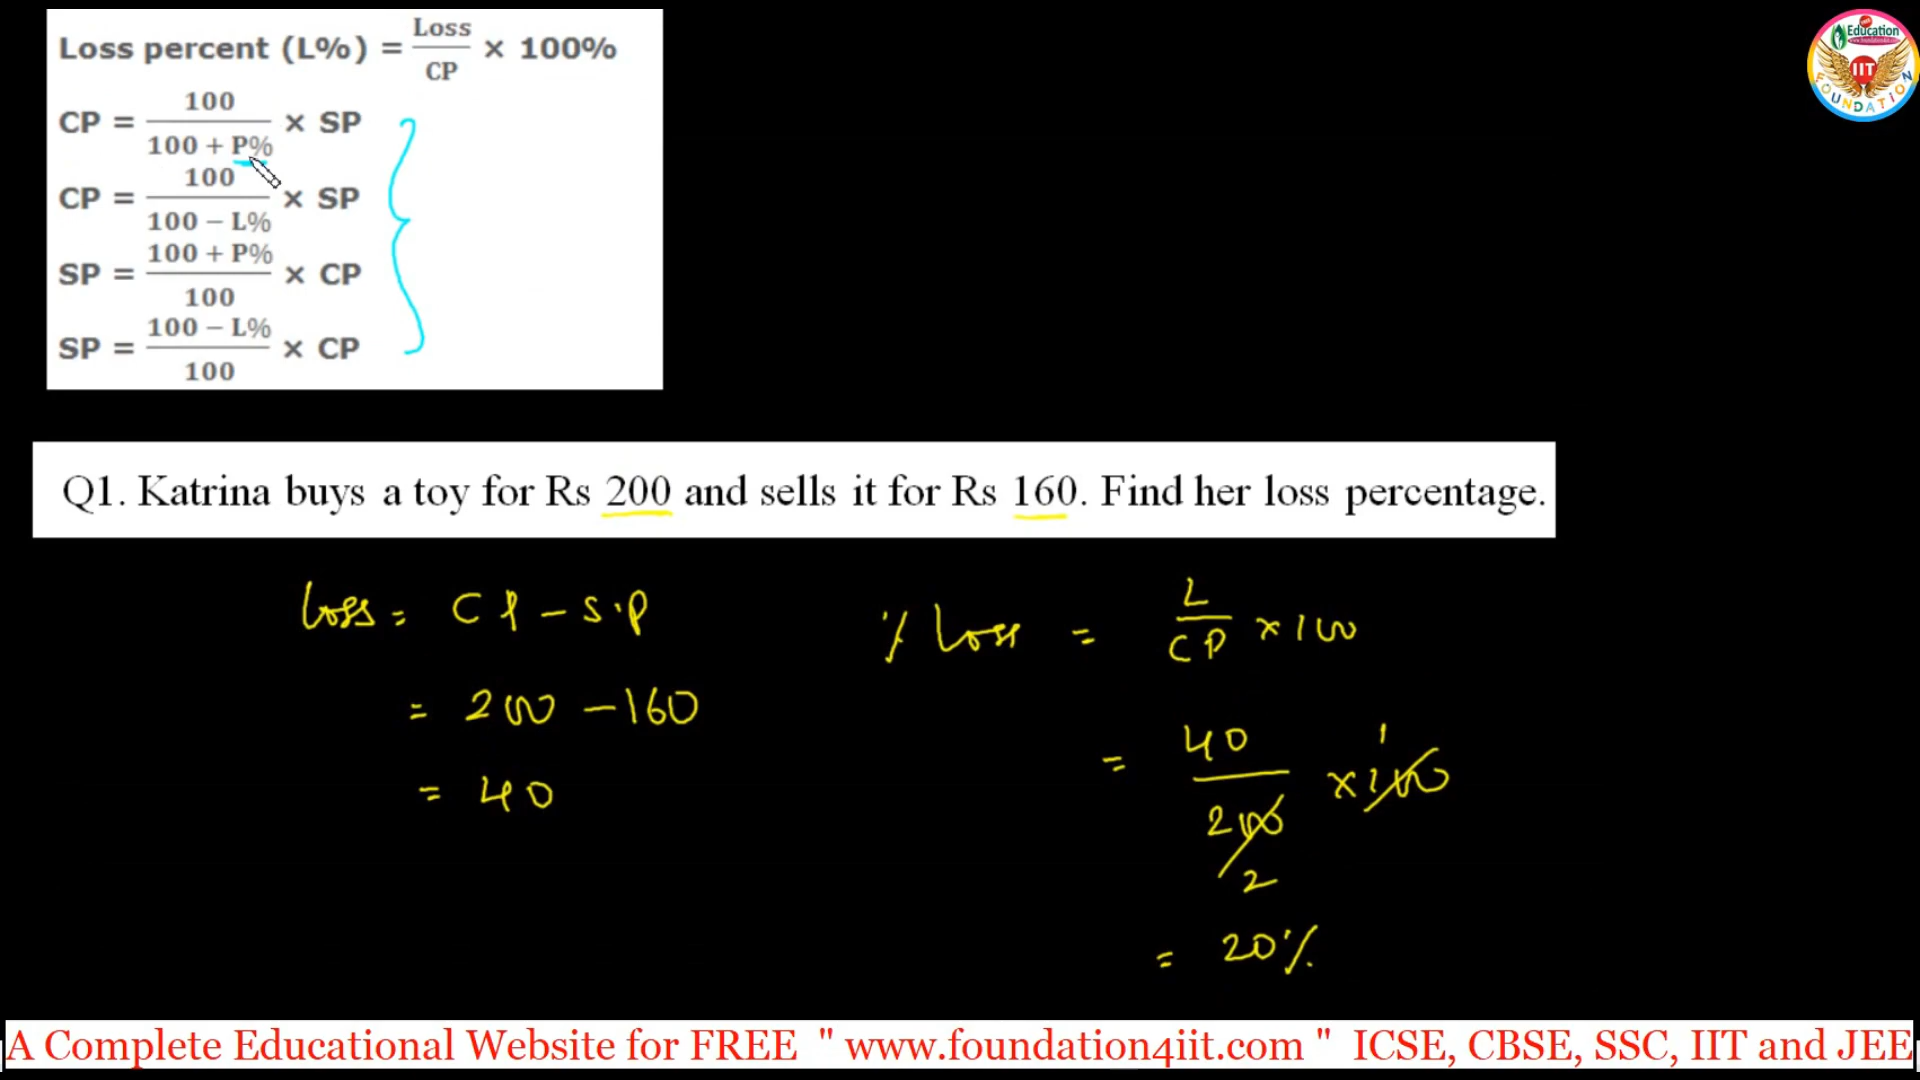 Loss percent (L%) = Loss/CP × 100%
CP = 100/(100 + P%) × SP
CP = 100/(100 − L%) × SP
SP = (100 + P%)/100 × CP
SP = (100 − L%)/100 × CP
FREE
Education
IIT
FOUNDATION
Q1. Katrina buys a toy for Rs 200 and sells it for Rs 160. Find her loss percentage.
Loss = CP − S.P
= 200 − 160
= 40
% Loss = L/CP × 100
= 40/200 × 100
1
2
= 20%
A Complete Educational Website for FREE " www.foundation4iit.com " ICSE, CBSE, SSC, IIT and JEE